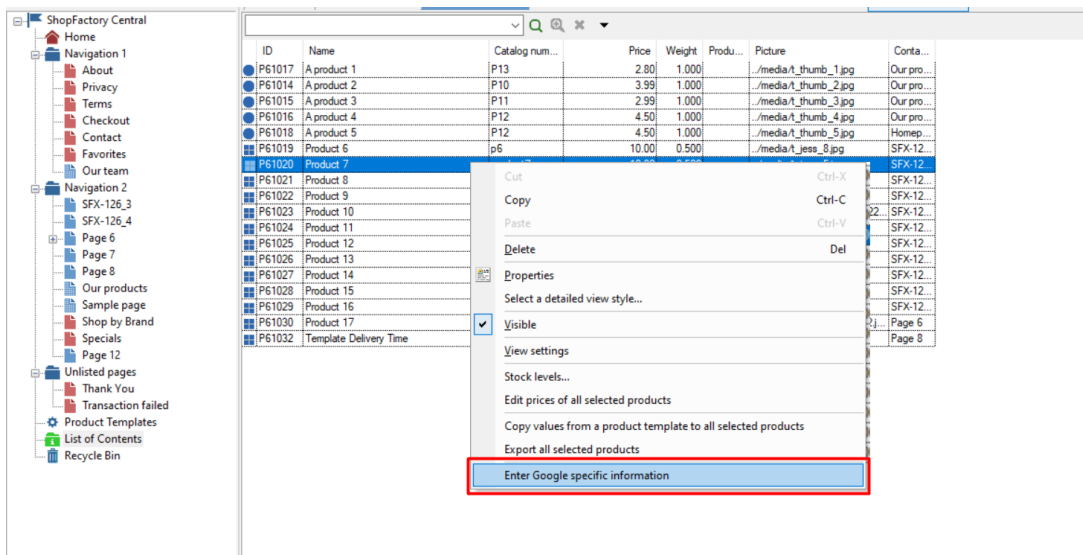 ShopFactory Central
Home
Navigation 1
About
Privacy
Terms
Checkout
Contact
Favorites
Our team
Navigation 2
SFX-126_3
SFX-126_4
Page 6
Page 7
Page 8
Our products
Sample page
Shop by Brand
Specials
Page 12
Unlisted pages
Thank You
Transaction failed
Product Templates
List of Contents
Recycle Bin
ID Name Catalog num... Price Weight Produ... Picture Conta...
P61017 A product 1 P13 2.80 1.000 ../media/t_thumb_1.jpg Our pro...
P61014 A product 2 P10 3.99 1.000 ../media/t_thumb_2.jpg Our pro...
P61015 A product 3 P11 2.99 1.000 ../media/t_thumb_3.jpg Our pro...
P61016 A product 4 P12 4.50 1.000 ../media/t_thumb_4.jpg Our pro...
P61018 A product 5 P12 4.50 1.000 ../media/t_thumb_5.jpg Homep...
P61019 Product 6 p6 10.00 0.500 ../media/t_jess_8.jpg SFX-12...
P61020 Product 7 SFX-12...
P61021 Product 8 SFX-12...
P61022 Product 9 SFX-12...
P61023 Product 10 22... SFX-12...
P61024 Product 11 SFX-12...
P61025 Product 12 SFX-12...
P61026 Product 13 SFX-12...
P61027 Product 14 SFX-12...
P61028 Product 15 SFX-12...
P61029 Product 16 SFX-12...
P61030 Product 17 Page 6
P61032 Template Delivery Time Page 8
Cut Ctrl-X
Copy Ctrl-C
Paste Ctrl-V
Delete Del
Properties
Select a detailed view style...
Visible
View settings
Stock levels...
Edit prices of all selected products
Copy values from a product template to all selected products
Export all selected products
Enter Google specific information